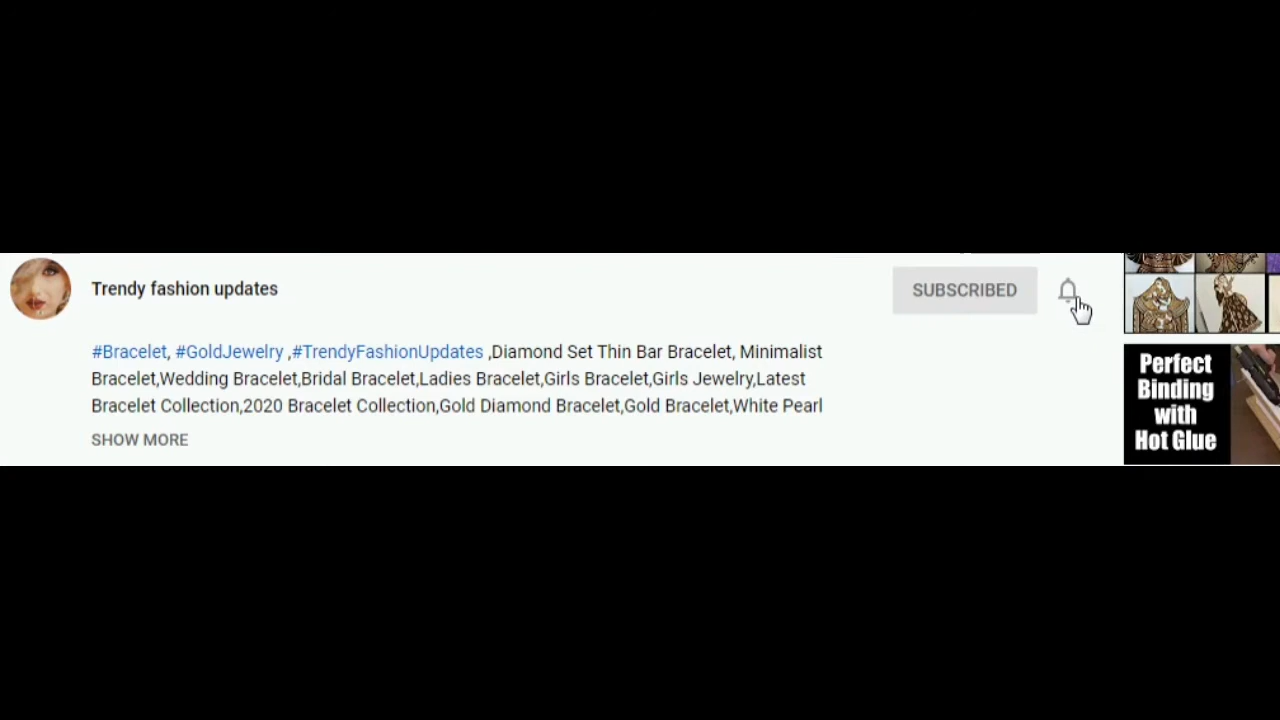 Trendy fashion updates
SUBSCRIBED
#Bracelet, #GoldJewelry ,#TrendyFashionUpdates ,Diamond Set Thin Bar Bracelet, Minimalist
Bracelet,Wedding Bracelet,Bridal Bracelet,Ladies Bracelet,Girls Bracelet,Girls Jewelry,Latest
Bracelet Collection,2020 Bracelet Collection,Gold Diamond Bracelet,Gold Bracelet,White Pearl
SHOW MORE
Perfect
Binding
with
Hot Glue